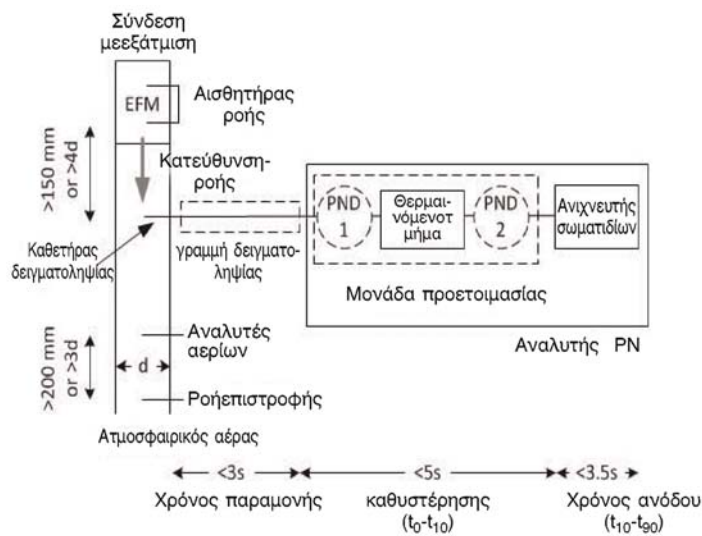 Σύνδεση
μεεξάτμιση
EFM
Αισθητήρας
ροής
>150 mm
or >4d
Κατεύθυνση-
ροής
PND
1
Θερμαι-
νόμενοτ
μήμα
PND
2
Ανιχνευτής
σωματιδίων
Καθετήρας
δειγματοληψίας
γραμμή δειγματο-
ληψίας
Μονάδα προετοιμασίας
Αναλυτής PN
>200 mm
or >3d
Αναλυτές
αερίων
d
Ροήεπιστροφής
Ατμοσφαιρικός αέρας
<3s
<5s
<3.5s
Χρόνος παραμονής
καθυστέρησης
(t0-t10)
Χρόνος ανόδου
(t10-t90)